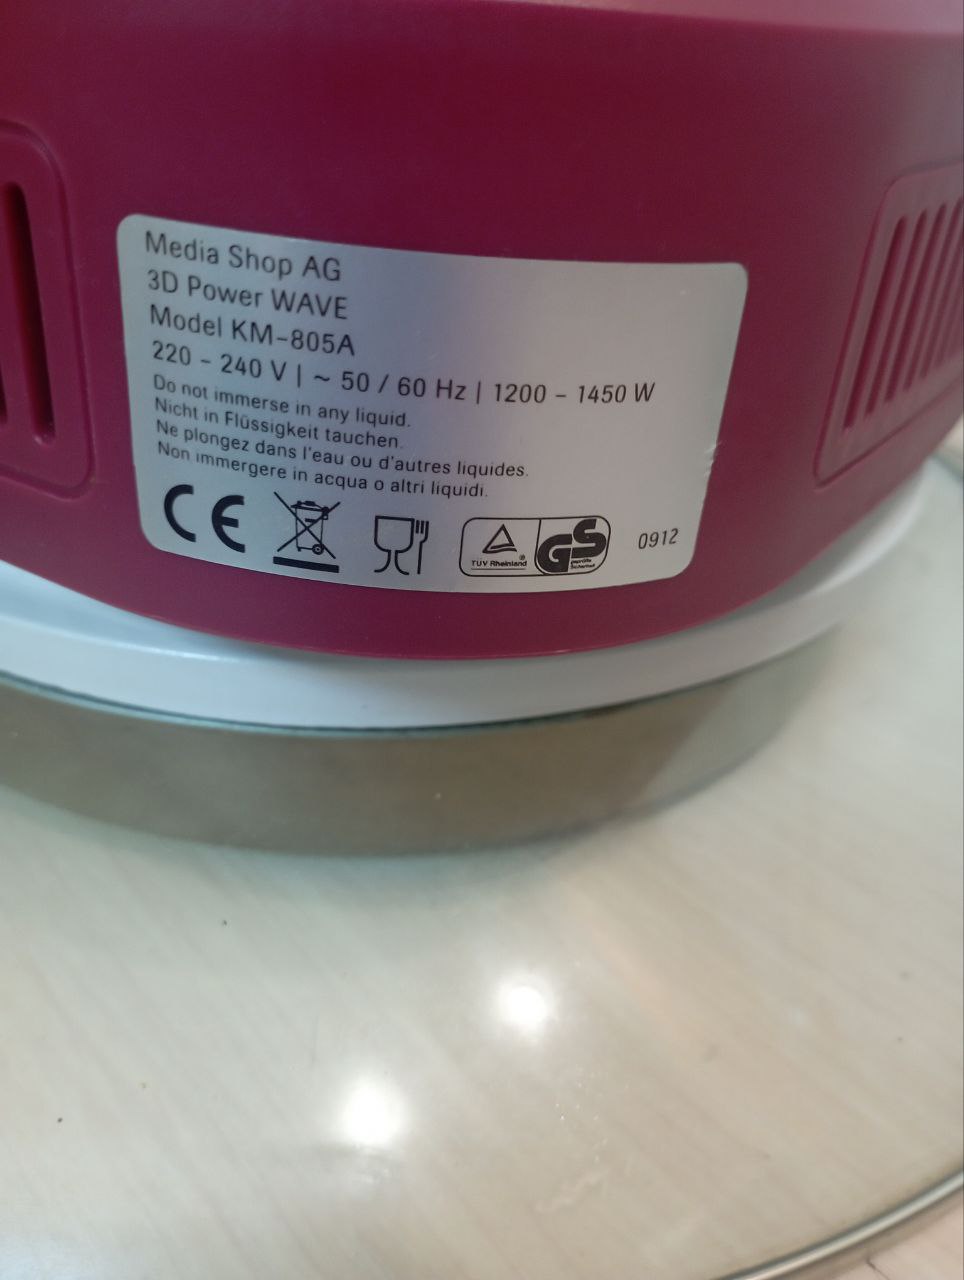 Media Shop AG
3D Power WAVE
Model KM-805A
220 - 240 V | ~ 50 / 60 Hz | 1200 - 1450 W
Do not immerse in any liquid.
Nicht in Flüssigkeit tauchen.
Ne plongez dans l'eau ou d'autres liquides.
Non immergere in acqua o altri liquidi.
CE
TÜV Rheinland®
GS
geprüfte
Sicherheit
0912